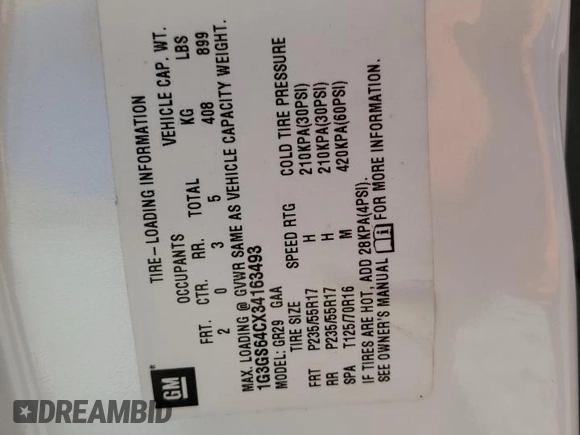 GM
TIRE-LOADING INFORMATION
OCCUPANTS VEHICLE CAP. WT.
FRT. CTR. RR. TOTAL KG LBS
2 0 3 5 408 899
MAX. LOADING @ GVWR SAME AS VEHICLE CAPACITY WEIGHT.
1G3GS64CX34163493
MODEL: GR29 GAA
TIRE SIZE SPEED RTG COLD TIRE PRESSURE
FRT P235/55R17 H 210KPA(30PSI)
RR P235/55R17 H 210KPA(30PSI)
SPA T125/70R16 M 420KPA(60PSI)
IF TIRES ARE HOT, ADD 28KPA(4PSI).
SEE OWNER'S MANUAL FOR MORE INFORMATION.
DREAMBID